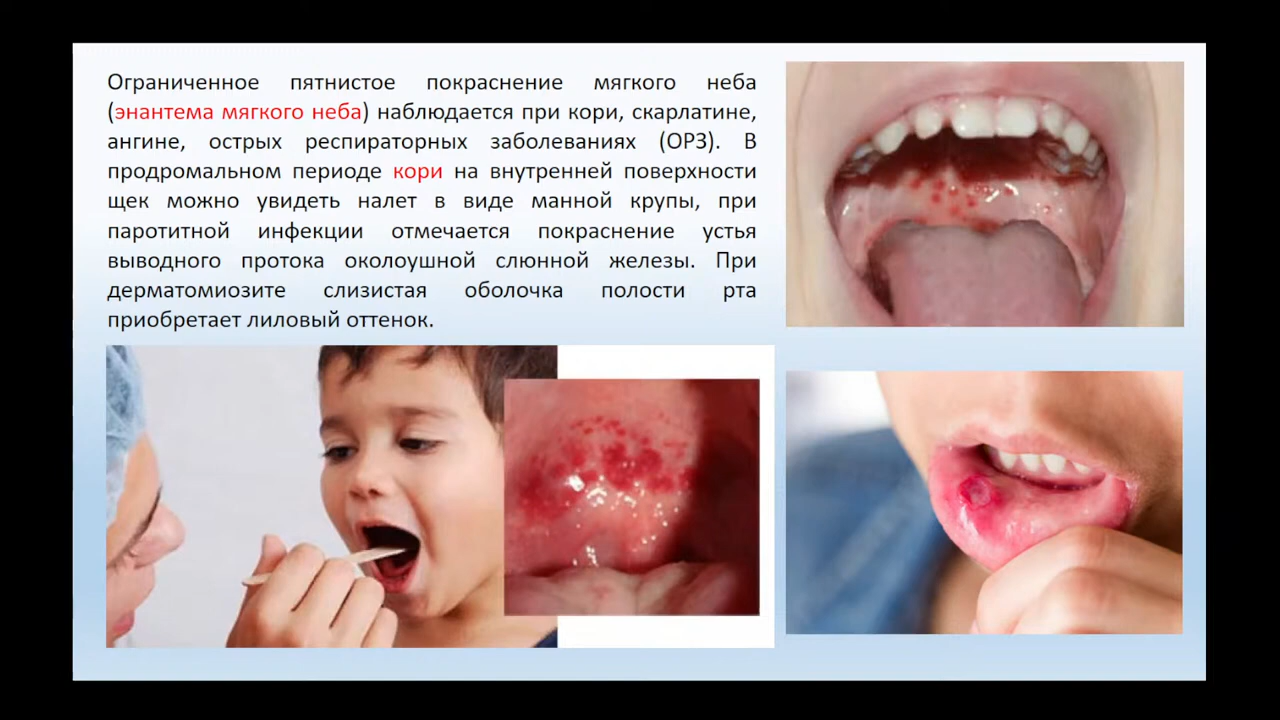 Ограниченное пятнистое покраснение мягкого неба
(энантема мягкого неба) наблюдается при кори, скарлатине,
ангине, острых респираторных заболеваниях (ОРЗ). В
продромальном периоде кори на внутренней поверхности
щек можно увидеть налет в виде манной крупы, при
паротитной инфекции отмечается покраснение устья
выводного протока околоушной слюнной железы. При
дерматомиозите слизистая оболочка полости рта
приобретает лиловый оттенок.